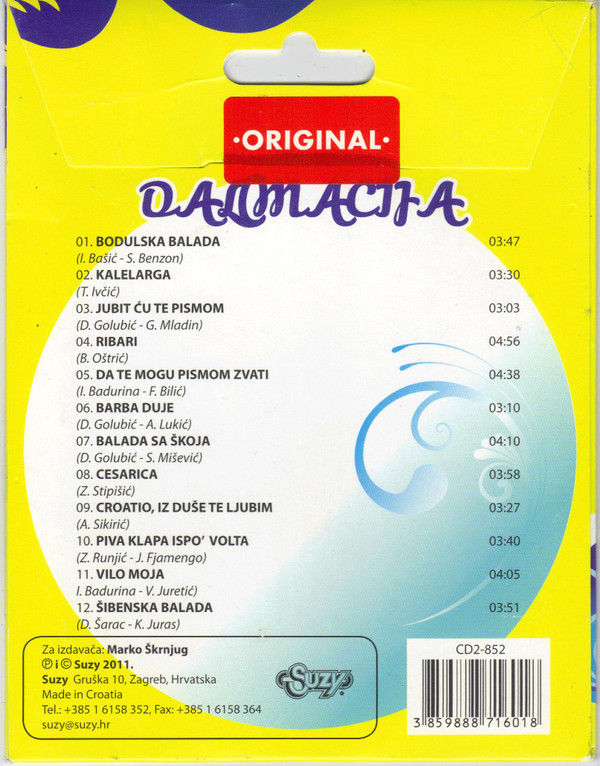 ·ORIGINAL·
DALMACIJA
01. BODULSKA BALADA 03:47
(I. Bašić - S. Benzon)
02. KALELARGA 03:30
(T. Ivčić)
03. JUBIT ĆU TE PISMOM 03:03
(D. Golubić - G. Mladin)
04. RIBARI 04:56
(B. Oštrić)
05. DA TE MOGU PISMOM ZVATI 04:38
(I. Badurina - F. Bilić)
06. BARBA DUJE 03:10
(D. Golubić - A. Lukić)
07. BALADA SA ŠKOJA 04:10
(D. Golubić - S. Mišević)
08. CESARICA 03:58
(Z. Stipišić)
09. CROATIO, IZ DUŠE TE LJUBIM 03:27
(A. Sikirić)
10. PIVA KLAPA ISPO' VOLTA 03:40
(Z. Runjić - J. Fjamengo)
11. VILO MOJA 04:05
I. Badurina - V. Juretić)
12. ŠIBENSKA BALADA 03:51
(D. Šarac - K. Juras)
Za izdavača: Marko Škrnjug
℗ i © Suzy 2011.
Suzy Gruška 10, Zagreb, Hrvatska
Made in Croatia
Tel.: +385 1 6158 352, Fax: +385 1 6158 364
suzy@suzy.hr
SUZY
CD2-852
3 859888 716018